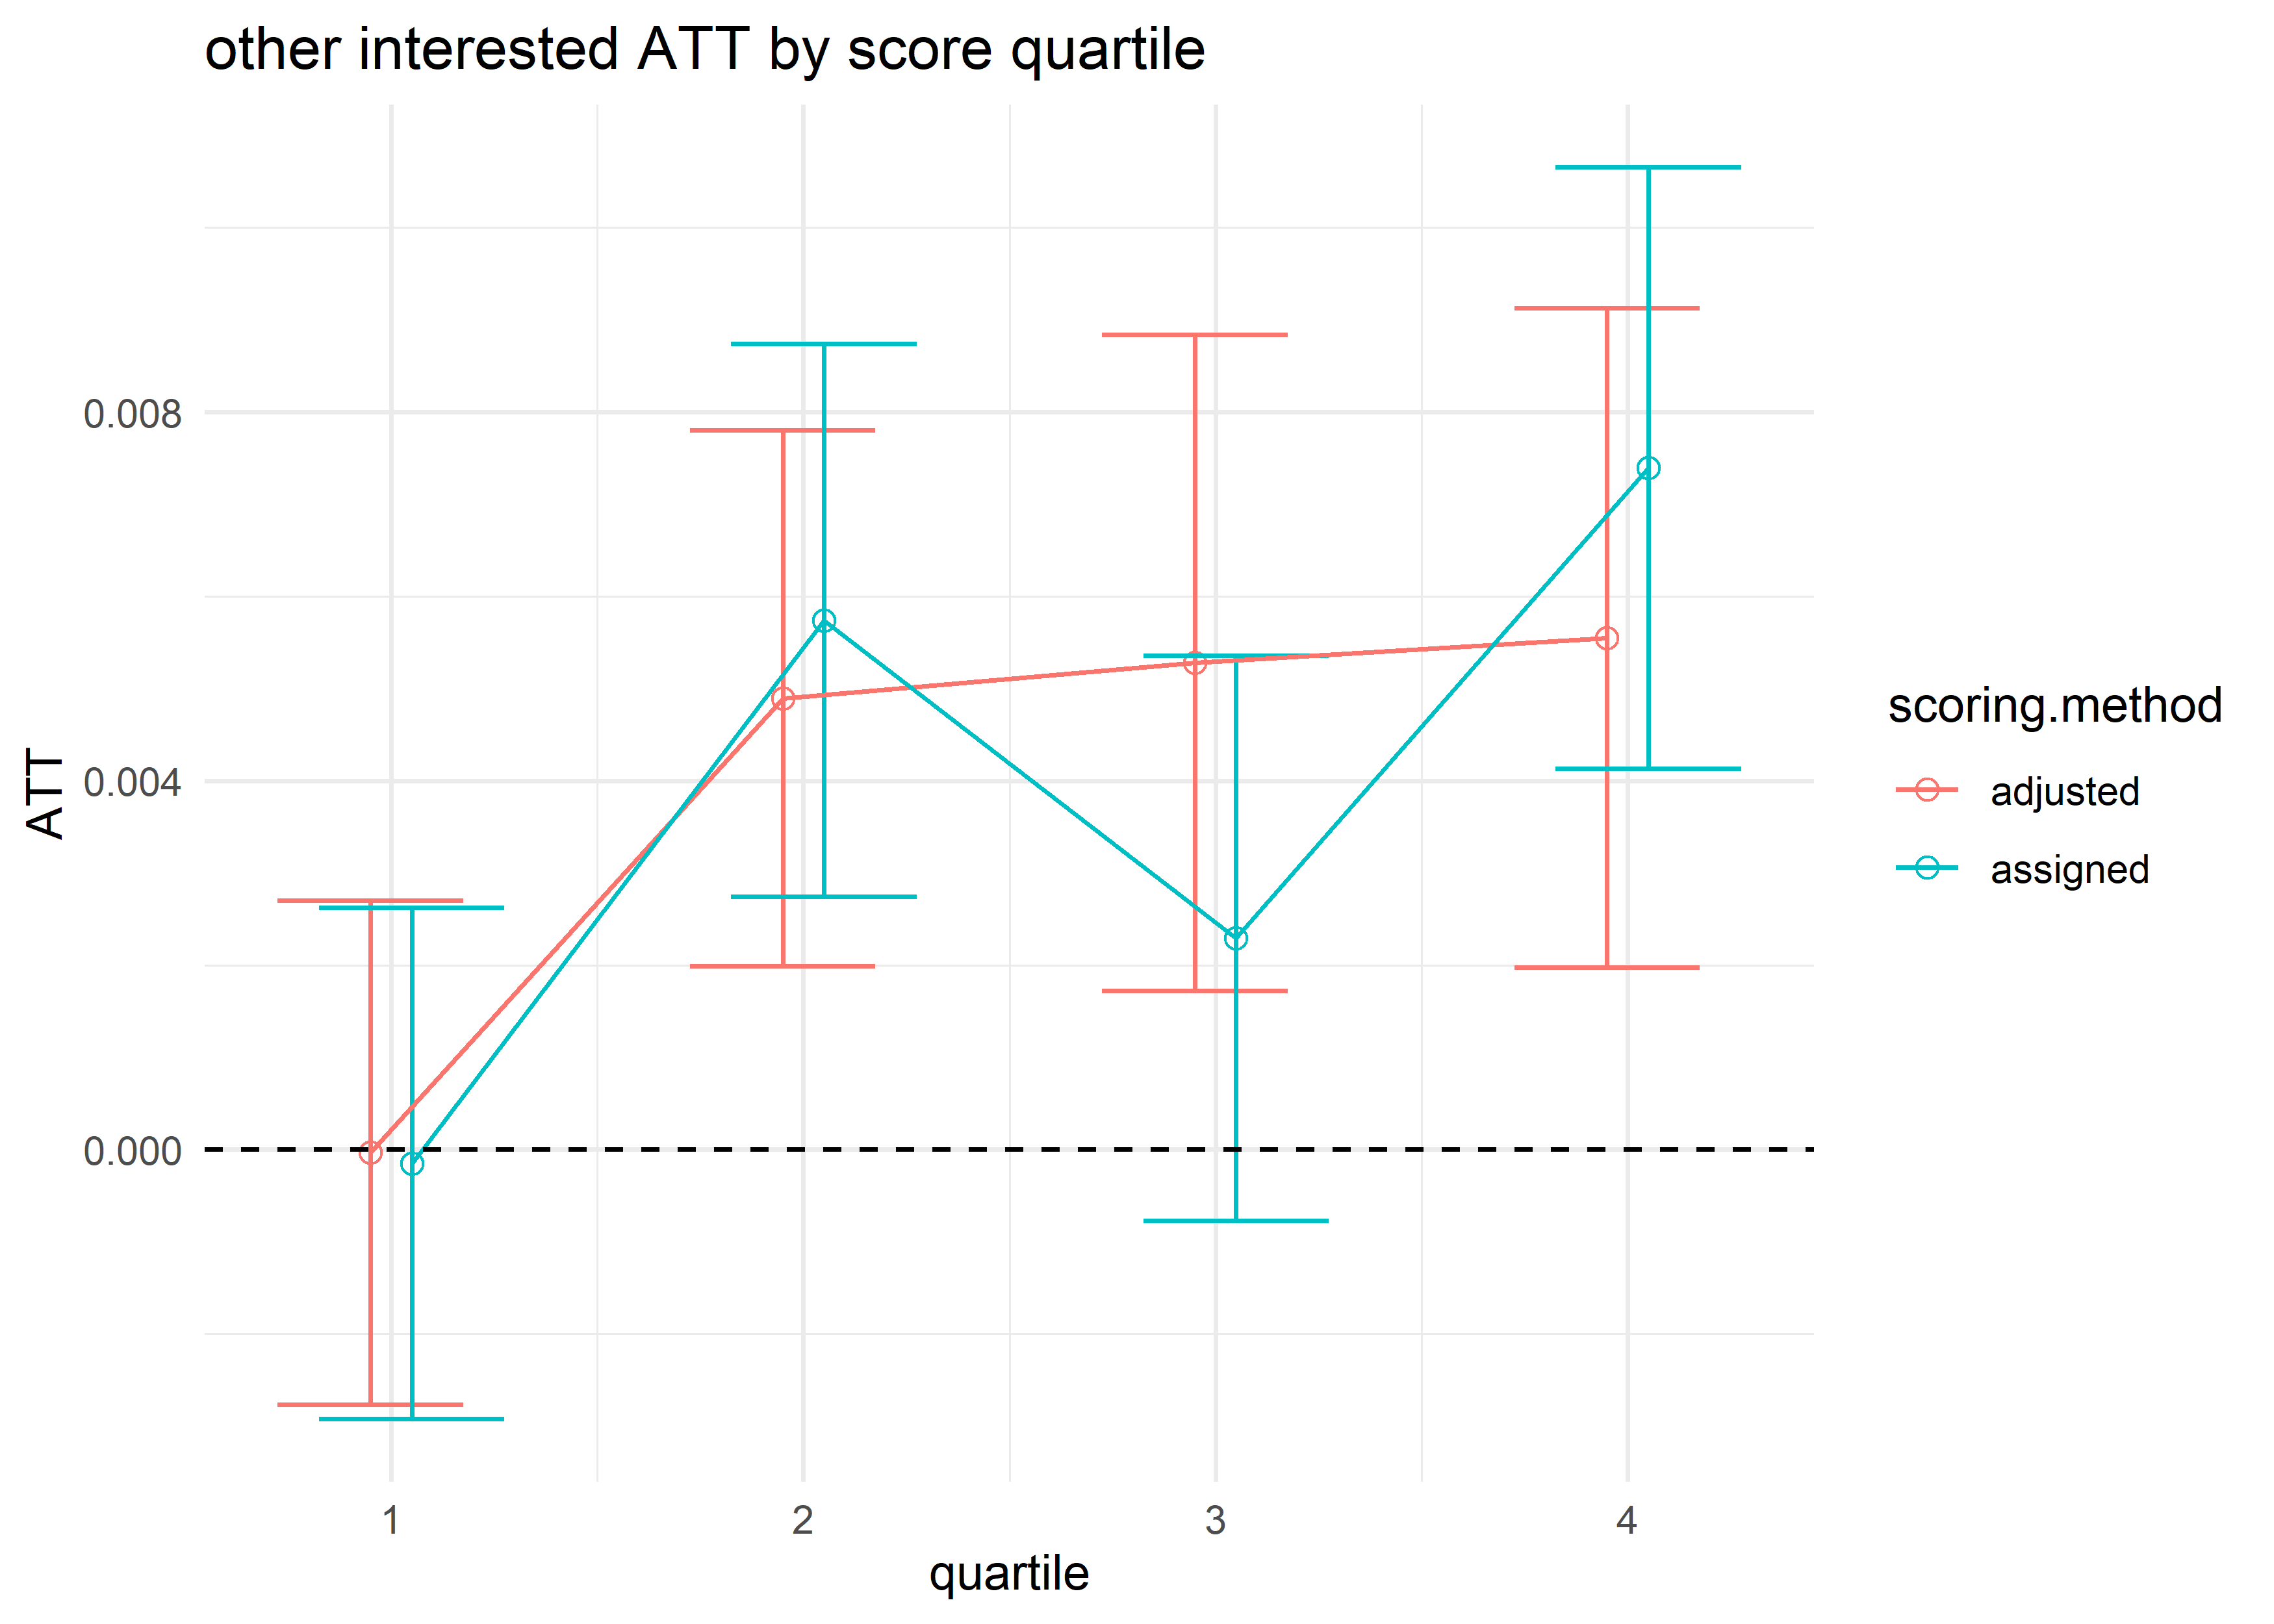 other interested ATT by score quartile
0.008
0.004
0.000
ATT
1 2 3 4
quartile
scoring.method
adjusted
assigned